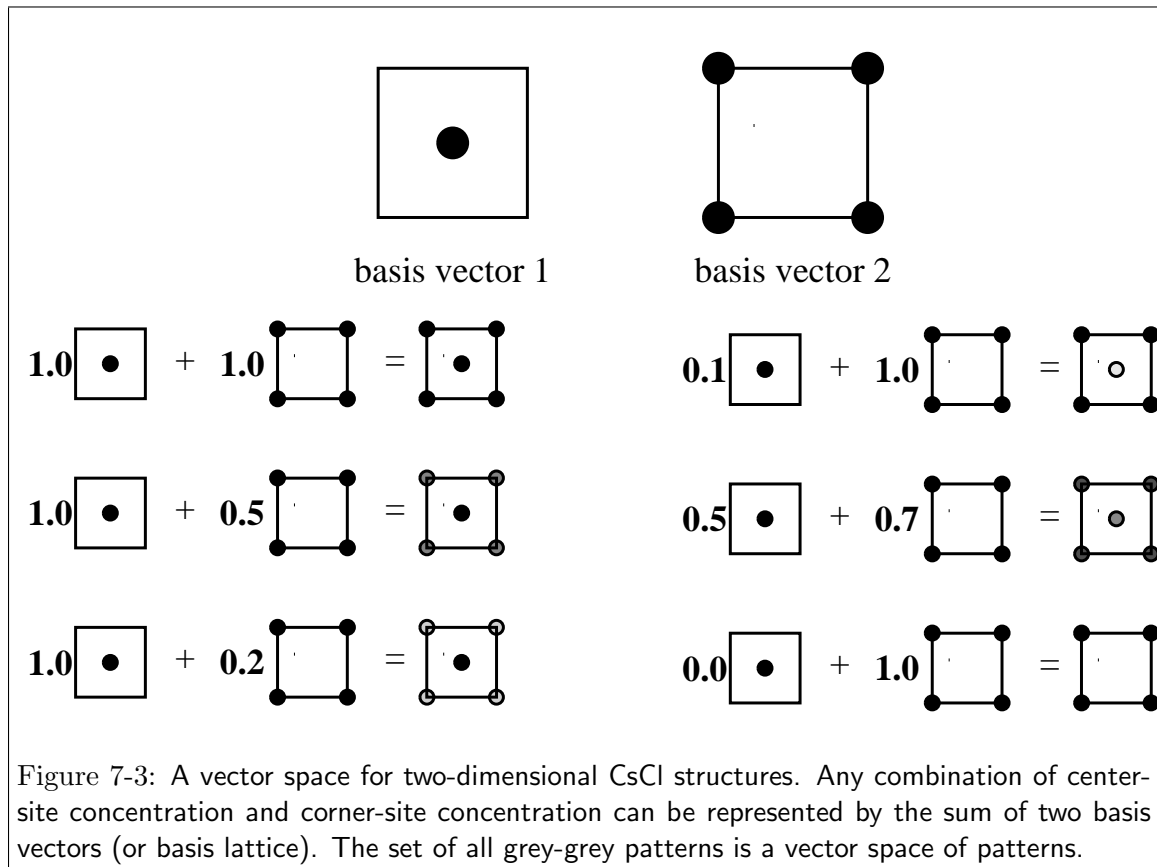 basis vector 1 basis vector 2
1.0 + 1.0 =
0.1 + 1.0 =
1.0 + 0.5 =
0.5 + 0.7 =
1.0 + 0.2 =
0.0 + 1.0 =
Figure 7-3: A vector space for two-dimensional CsCl structures. Any combination of center-
site concentration and corner-site concentration can be represented by the sum of two basis
vectors (or basis lattice). The set of all grey-grey patterns is a vector space of patterns.